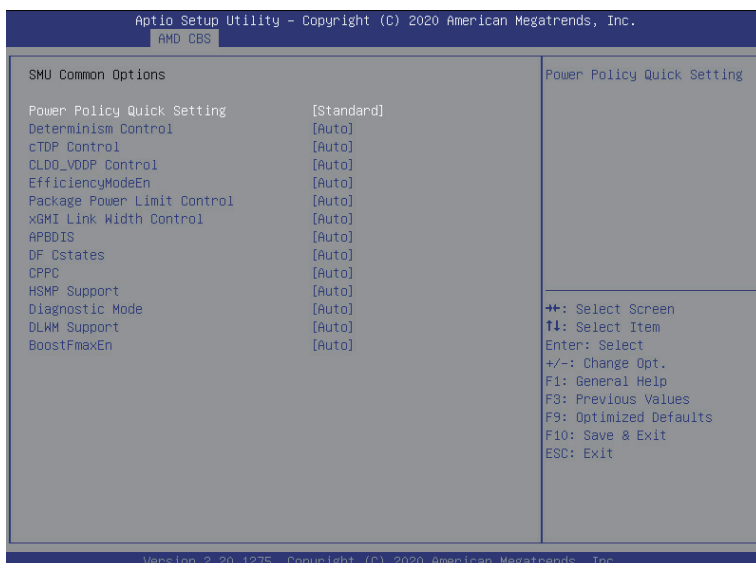 Aptio Setup Utility – Copyright (C) 2020 American Megatrends, Inc.
AMD CBS
SMU Common Options
Power Policy Quick Setting [Standard]
Determinism Control [Auto]
cTDP Control [Auto]
CLDO_VDDP Control [Auto]
EfficiencyModeEn [Auto]
Package Power Limit Control [Auto]
xGMI Link Width Control [Auto]
APBDIS [Auto]
DF Cstates [Auto]
CPPC [Auto]
HSMP Support [Auto]
Diagnostic Mode [Auto]
DLWM Support [Auto]
BoostFmaxEn [Auto]
Power Policy Quick Setting
→←: Select Screen
↑↓: Select Item
Enter: Select
+/-: Change Opt.
F1: General Help
F3: Previous Values
F9: Optimized Defaults
F10: Save & Exit
ESC: Exit
Version 2.20.1275. Copyright (C) 2020 American Megatrends, Inc.